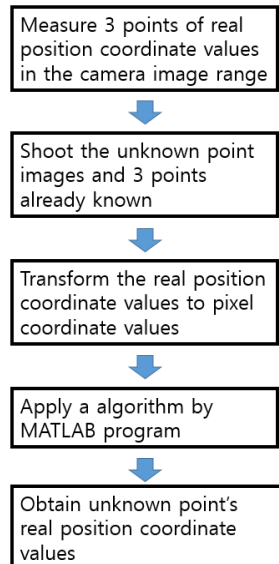 Measure 3 points of real
position coordinate values
in the camera image range
Shoot the unknown point
images and 3 points
already known
Transform the real position
coordinate values to pixel
coordinate values
Apply a algorithm by
MATLAB program
Obtain unknown point's
real position coordinate
values